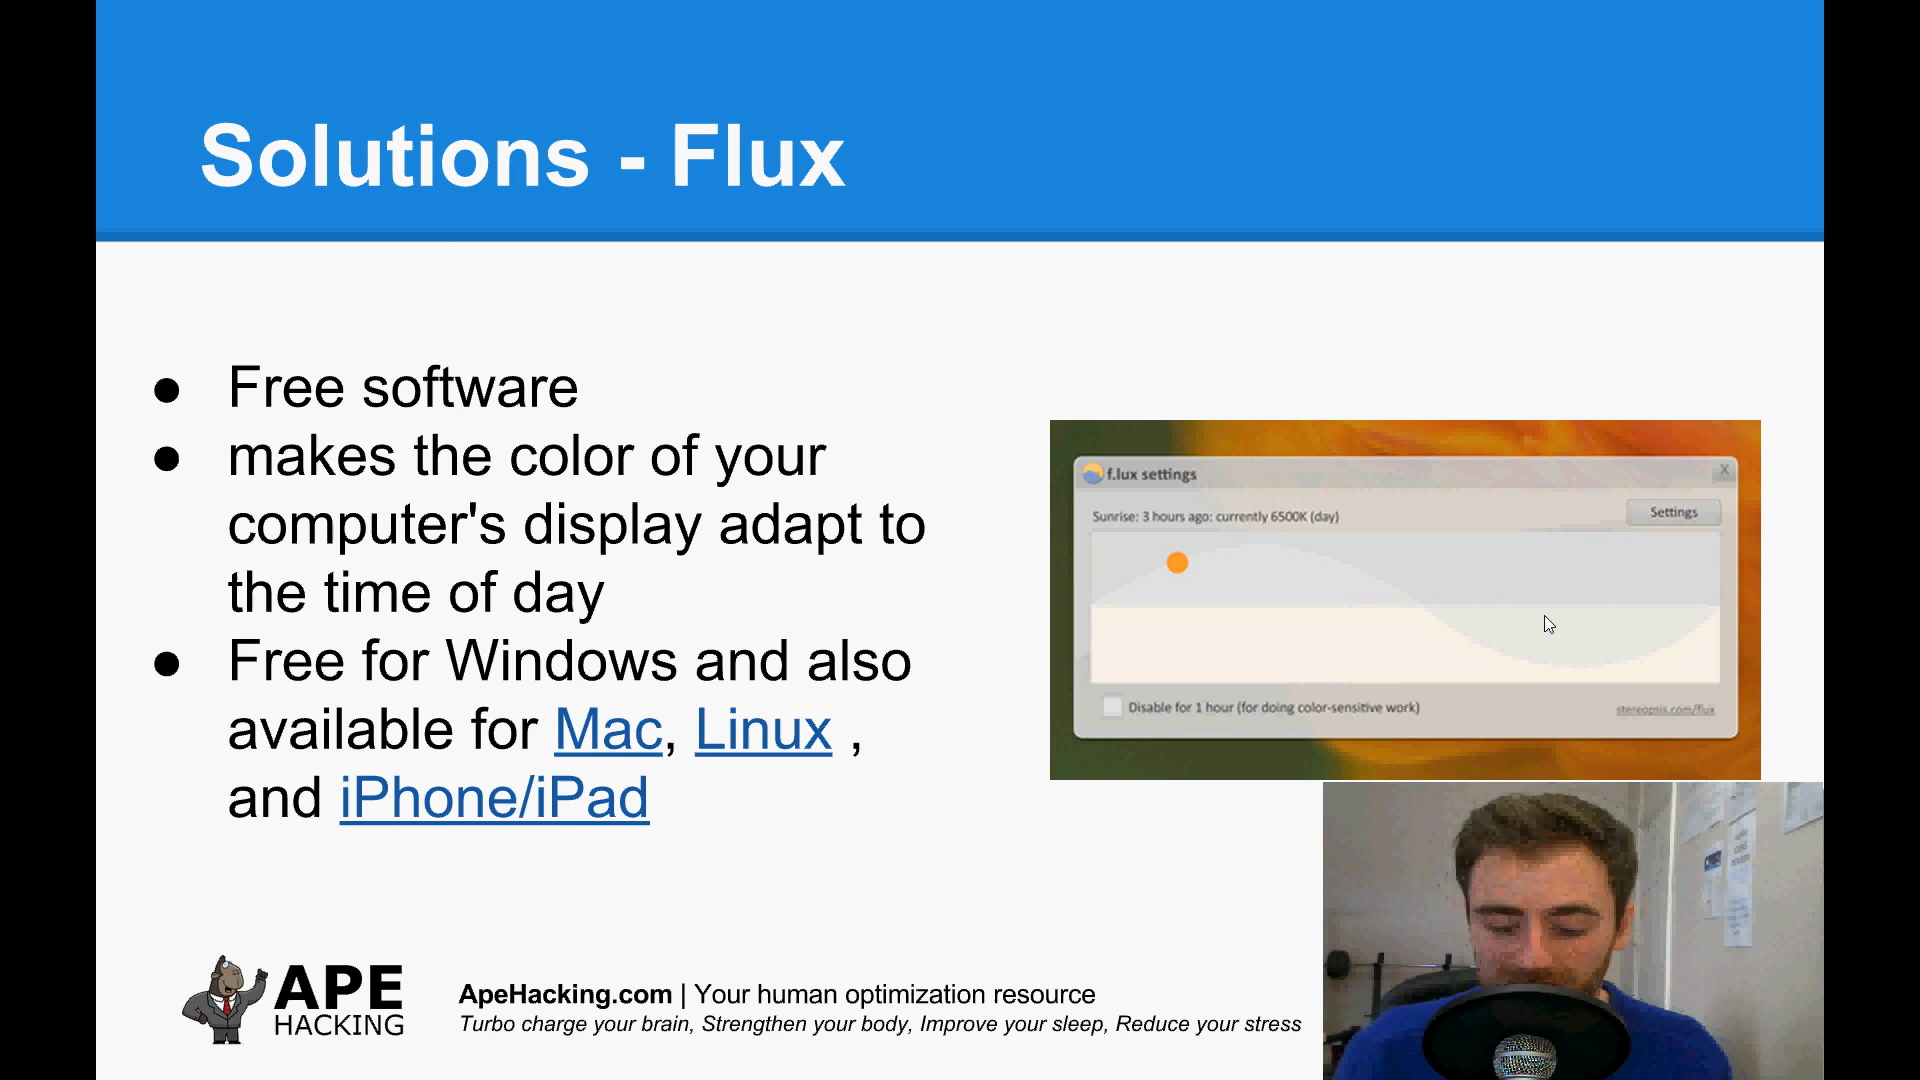 Solutions - Flux
● Free software
● makes the color of your
computer's display adapt to
the time of day
● Free for Windows and also
available for Mac, Linux ,
and iPhone/iPad
f.lux settings
X
Sunrise: 3 hours ago: currently 6500K (day)
Settings
Disable for 1 hour (for doing color-sensitive work)
stereopsis.com/flux
APE
HACKING
ApeHacking.com | Your human optimization resource
Turbo charge your brain, Strengthen your body, Improve your sleep, Reduce your stress